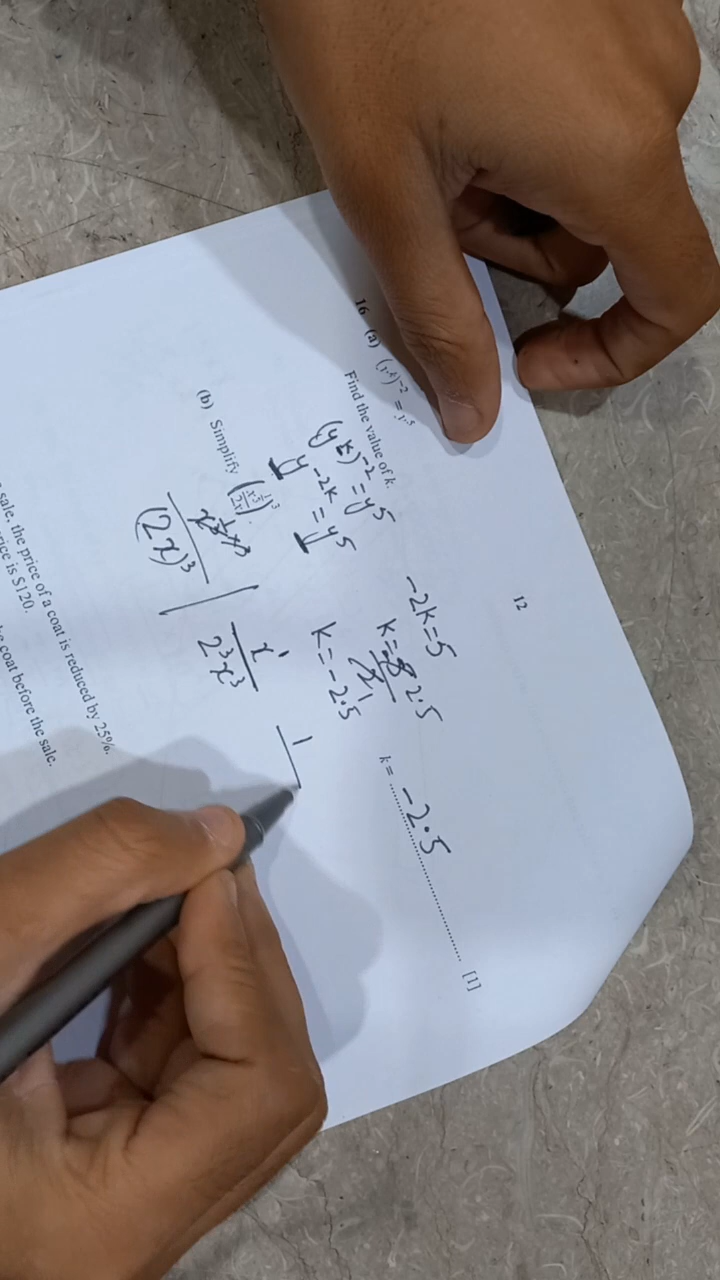 12
16 (a) (y^k)^-2 = y^5
Find the value of k.
(y^k)^-2 = y^5
y^-2k = y^5
-2k=5
k = -2.5
k = -2.5 [1]
(b) Simplify
(2x)^3
x^1
2^3x^3
1
sale, the price of a coat is reduced by 25%.
rice is $120.
coat before the sale.